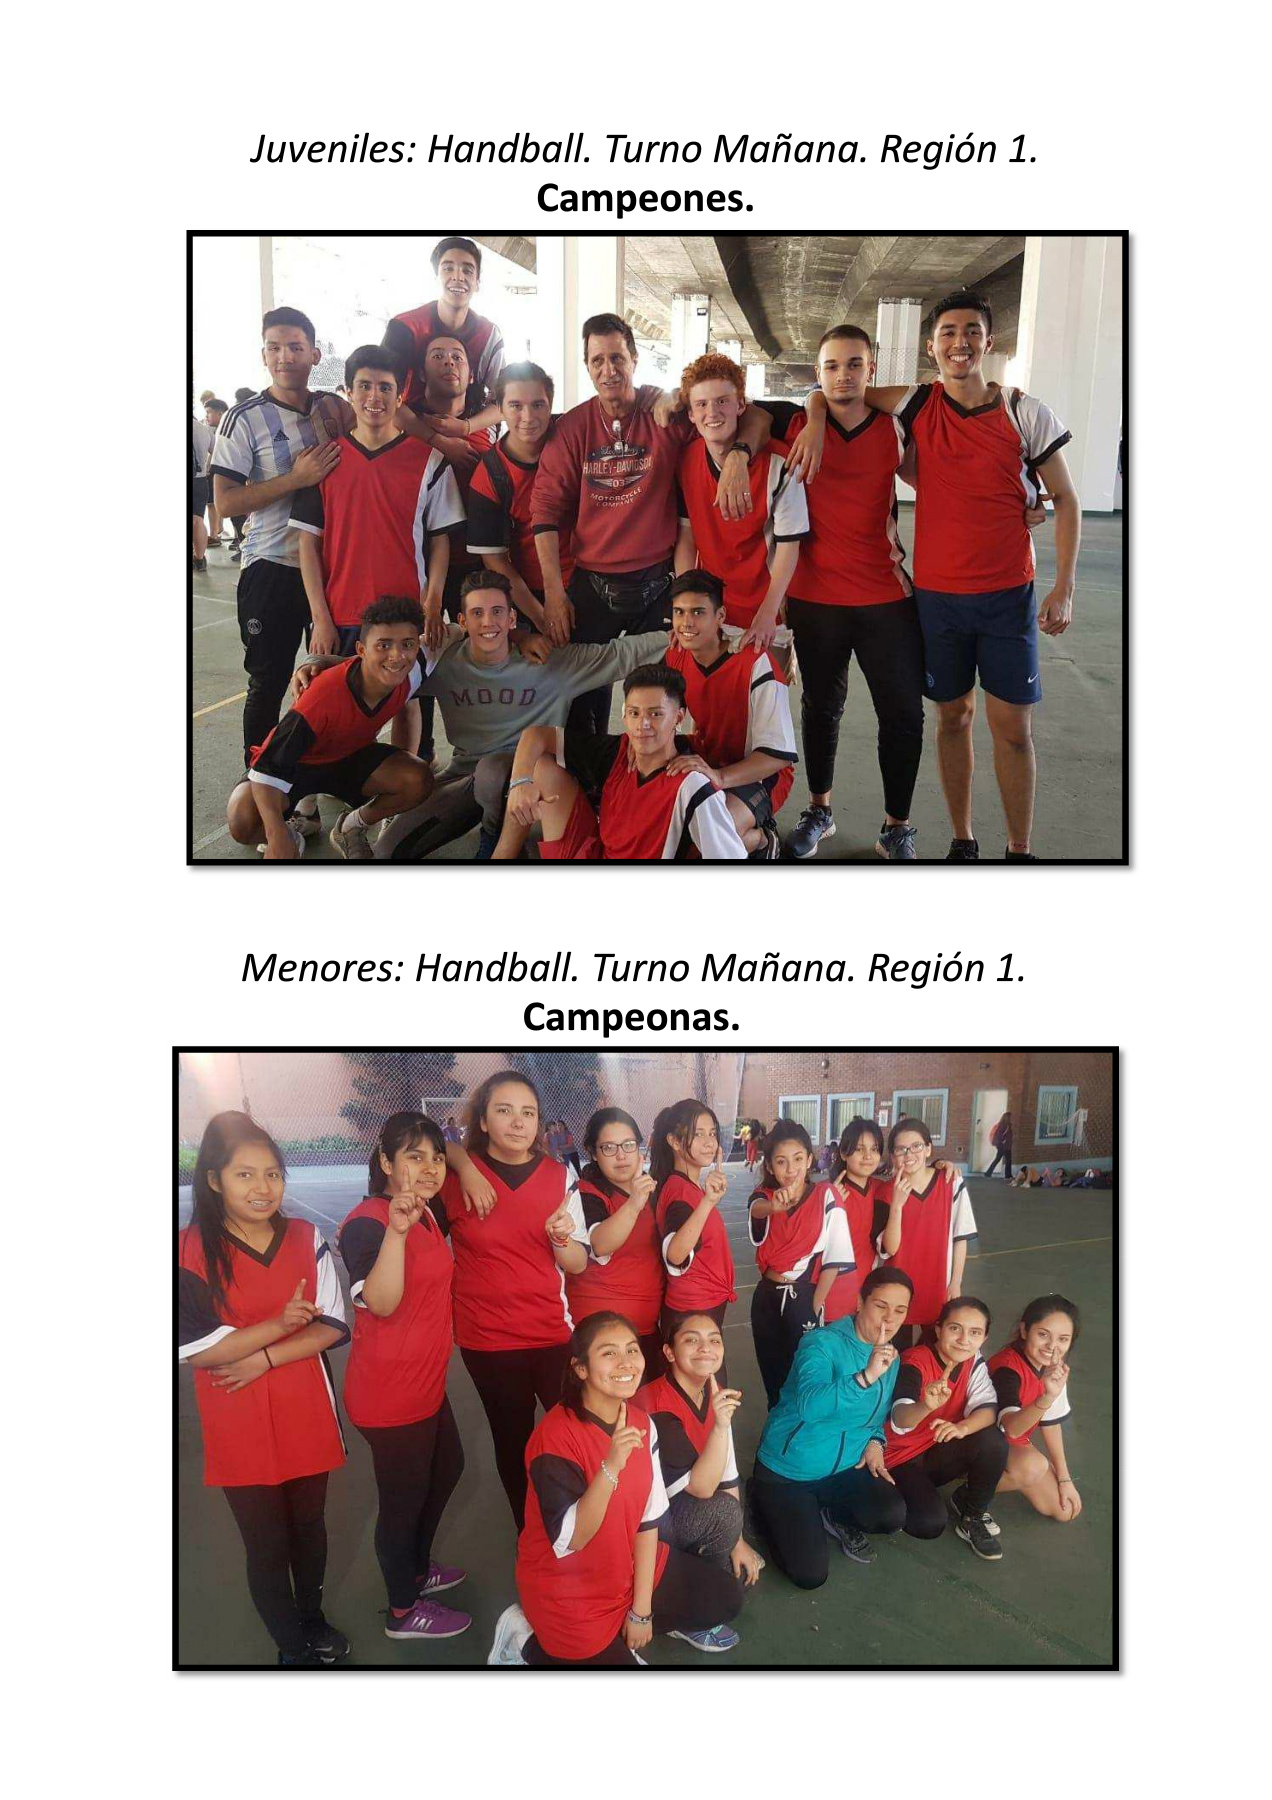 Juveniles: Handball. Turno Mañana. Región 1.
Campeones.
HARLEY-DAVIDSON
03
MOTORCYCLE
COMPANY
MOOD
Menores: Handball. Turno Mañana. Región 1.
Campeonas.